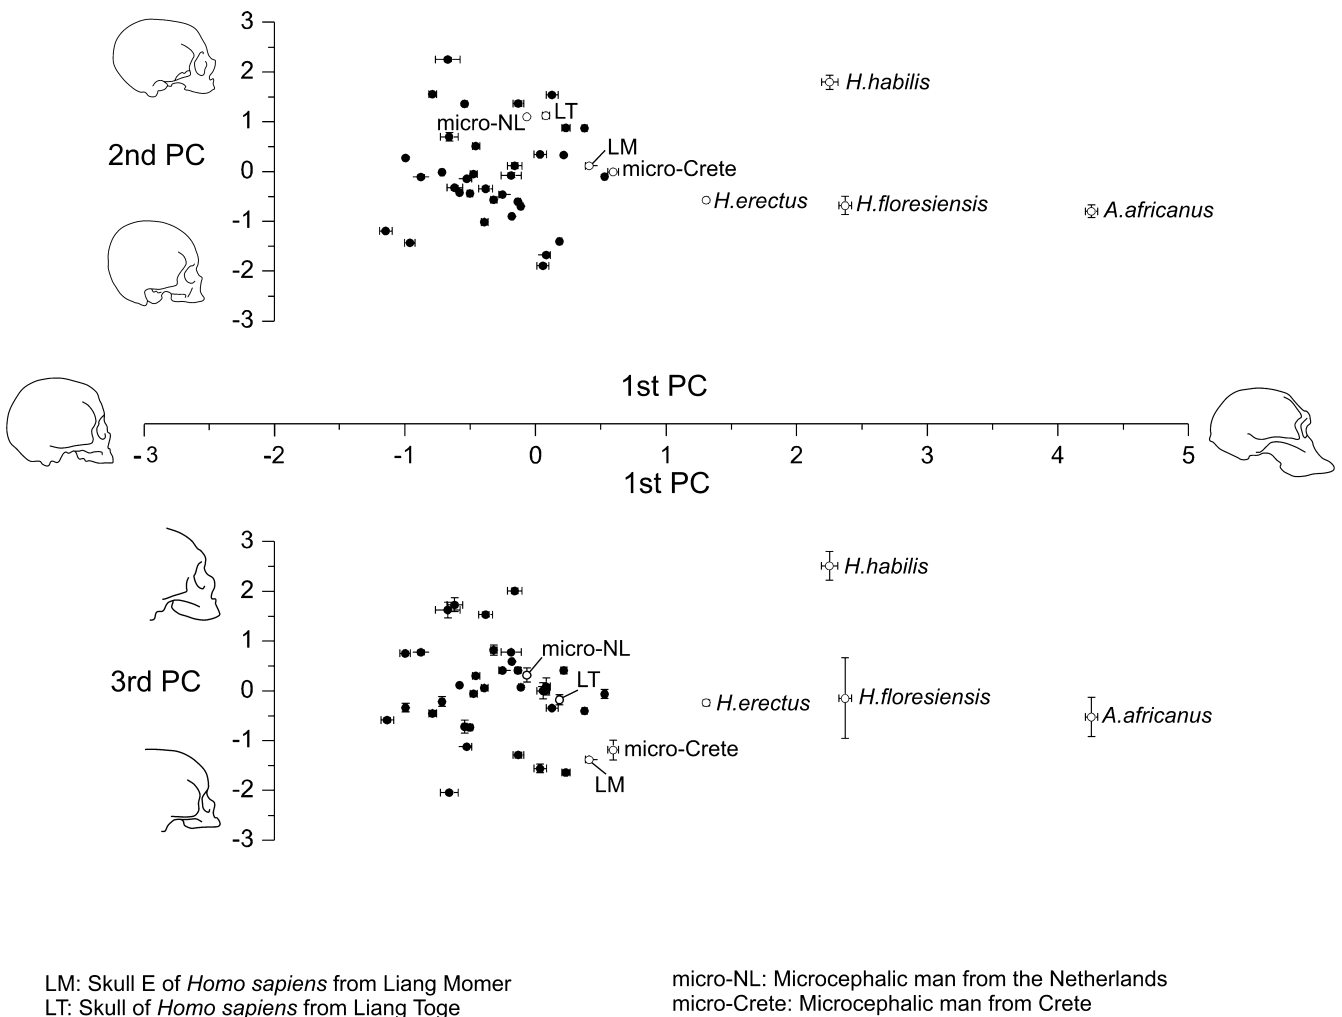 3
2
1
0
-1
-2
-3
2nd PC
H.habilis
micro-NL
LT
LM
micro-Crete
H.erectus
H.floresiensis
A.africanus
1st PC
-3 -2 -1 0 1 2 3 4 5
1st PC
3
2
1
0
-1
-2
-3
3rd PC
H.habilis
micro-NL
LT
H.erectus
H.floresiensis
A.africanus
micro-Crete
LM
LM: Skull E of Homo sapiens from Liang Momer
LT: Skull of Homo sapiens from Liang Toge
micro-NL: Microcephalic man from the Netherlands
micro-Crete: Microcephalic man from Crete